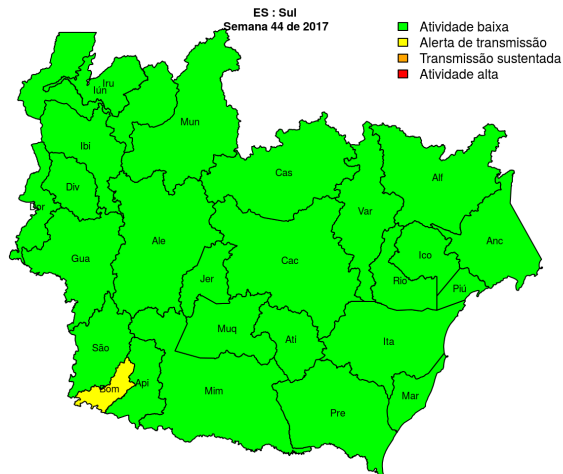 ES : Sul
Semana 44 de 2017
Atividade baixa
Alerta de transmissão
Transmissão sustentada
Atividade alta
Iru
Iún
Mun
Ibi
Cas
Alf
Div
Dor
Var
Ale
Anc
Gua
Ico
Cac
Jer
Rio
Piú
Muq
Ati
Ita
São
Api
Bom
Mim
Mar
Pre